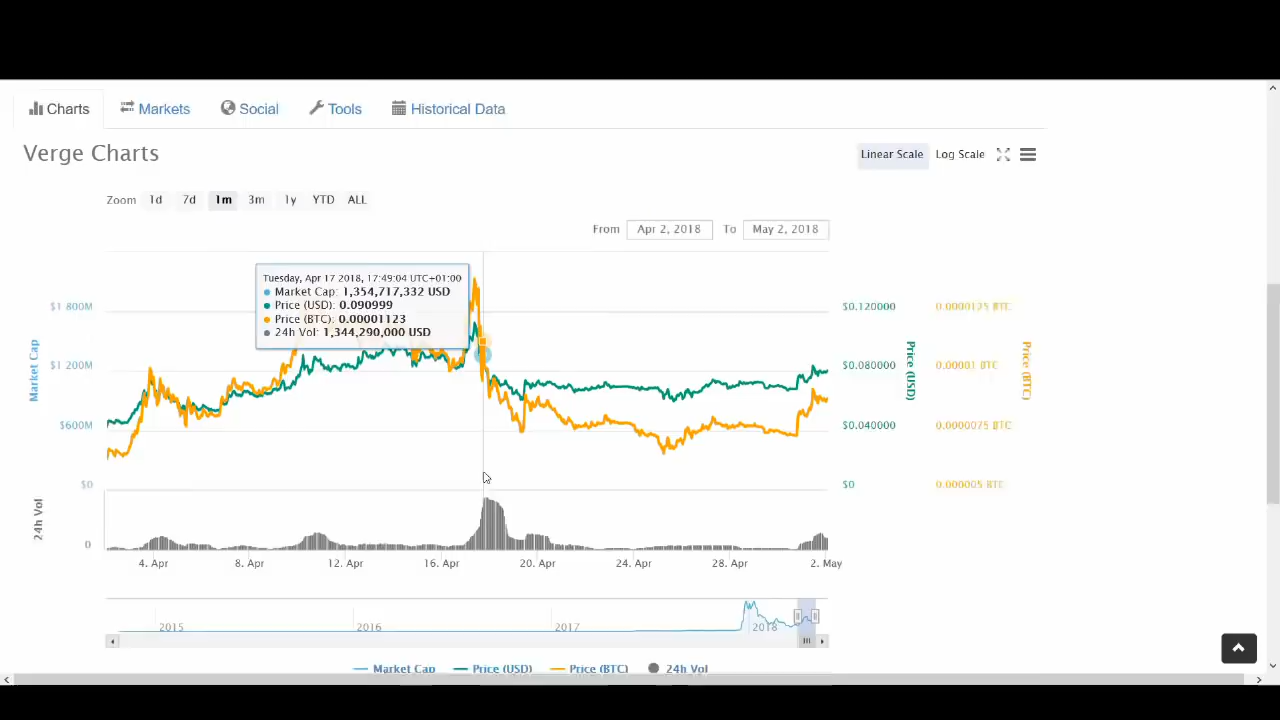 Charts Markets Social Tools Historical Data
Verge Charts
Linear Scale Log Scale
Zoom 1d 7d 1m 3m 1y YTD ALL
From Apr 2, 2018 To May 2, 2018
Tuesday, Apr 17 2018, 17:49:04 UTC+01:00
Market Cap: 1,354,717,332 USD
Price (USD): 0.090999
Price (BTC): 0.00001123
24h Vol: 1,344,290,000 USD
$1 800M
$1200M
$600M
$0
Market Cap
24h Vol
0
$0.120000
$0.080000
$0.040000
$0
Price (USD)
0.0000125 BTC
0.00001 BTC
0.0000075 BTC
0.000005 BTC
Price (BTC)
4. Apr 8. Apr 12. Apr 16. Apr 20. Apr 24. Apr 28. Apr 2. May
2015 2016 2017 2018
Market Cap Price (USD) Price (BTC) 24h Vol